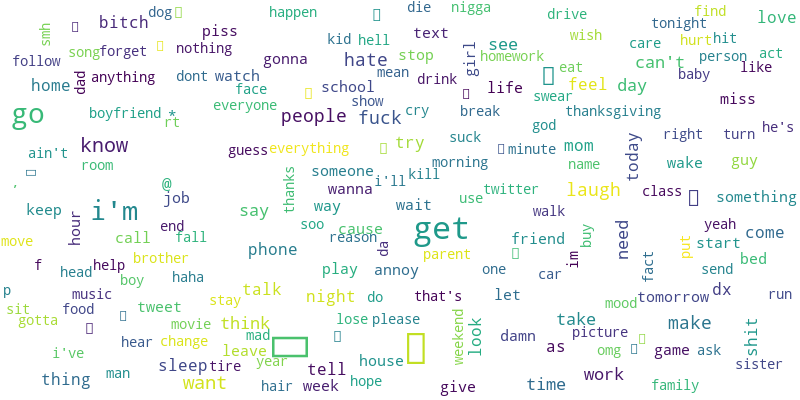 dog happen die nigga drive find
smh bitch piss text tonight love
song forget nothing kid hell girl see wish care hurt hit
follow dad gonna hate stop homework can't person act
home anything dont watch mean drink life eat feel day baby like
face school show swear miss
go boyfriend * rt everyone people fuck cry break thanksgiving
know guess everything try suck god minute mom today right turn he's
ain't room someone morning name wake guy
, @ job thanks wanna i'll kill twitter laugh class something
keep i'm say way wait use walk
hour end soo cause get friend buy need put yeah come
move call fall reason da im start
brother phone parent fact bed
f head help boy haha play annoy one car send
p music talk night do that's let mood tomorrow dx run
sit food tweet stay
gotta movie think lose please weekend look take make shit
i've hear change mad damn picture omg
leave year house as game ask sister
thing man sleep tire tell work
want hair week hope give time family